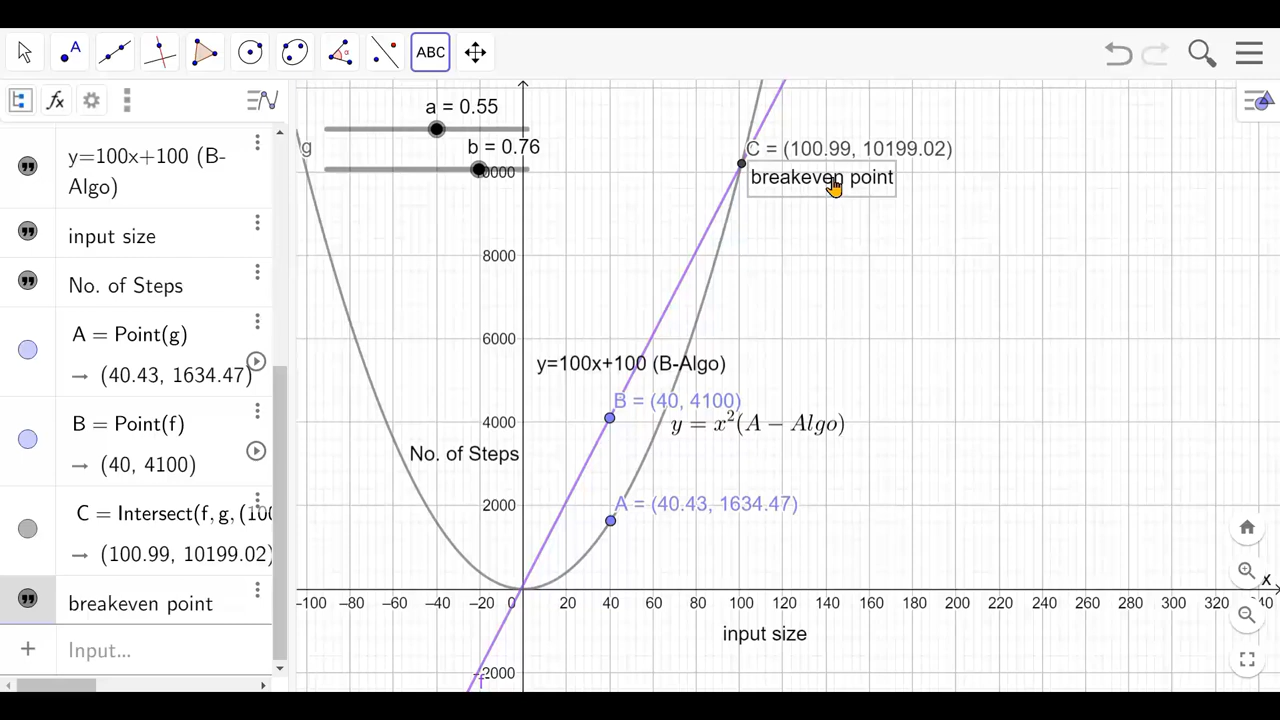 A
α
ABC
fx
y=100x+100 (B-
Algo)
input size
No. of Steps
A = Point(g)
→ (40.43, 1634.47)
B = Point(f)
→ (40, 4100)
C = Intersect(f, g, (100
→ (100.99, 10199.02)
breakeven point
+ Input...
a = 0.55
b = 0.76
g
C = (100.99, 10199.02)
breakeven point
0000
8000
6000
4000
2000
−2000
y=100x+100 (B-Algo)
B = (40, 4100)
y = x²(A − Algo)
No. of Steps
A = (40.43, 1634.47)
−100 −80 −60 −40 −20 0 20 40 60 80 100 120 140 160 180 200 220 240 260 280 300 320 40
x
input size
f